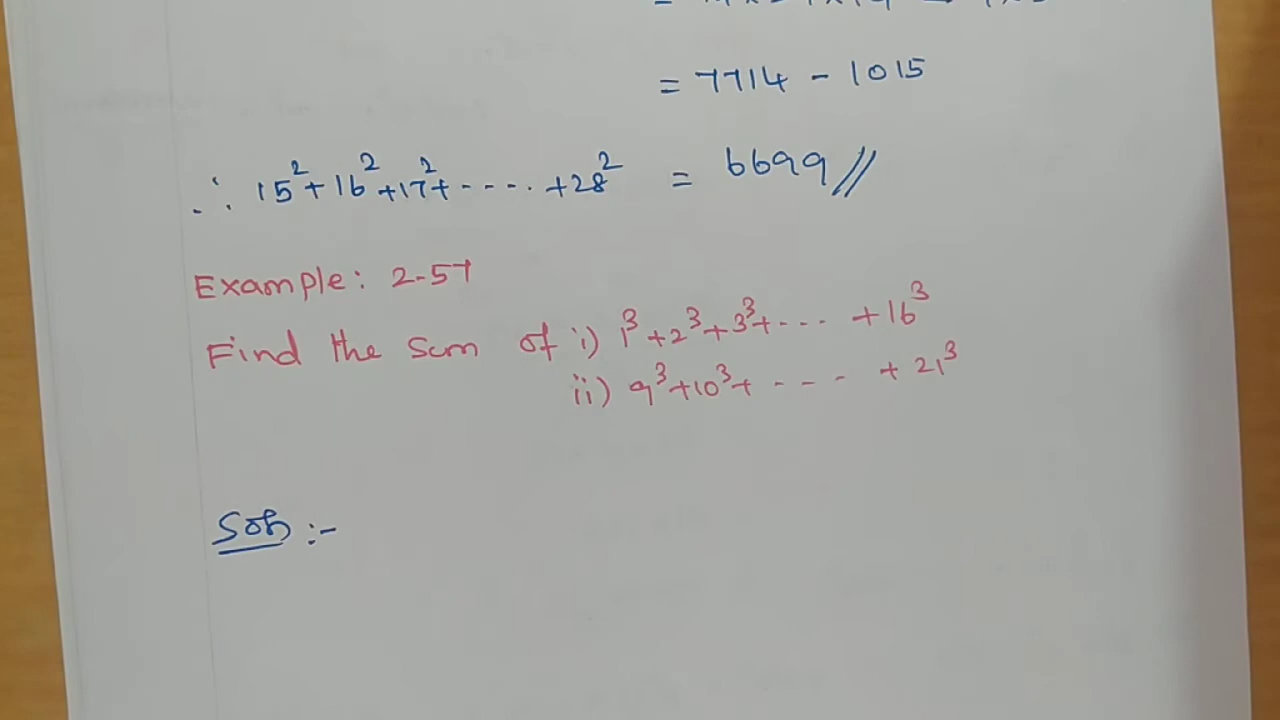 = 7714 - 1015
∴ 15² + 16² + 17² + ---- + 28² = 6699 //
Example: 2-57
Find the Sum of i) 1³ + 2³ + 3³ + --- + 16³
ii) 9³ + 10³ + ---- + 21³
Soln :-